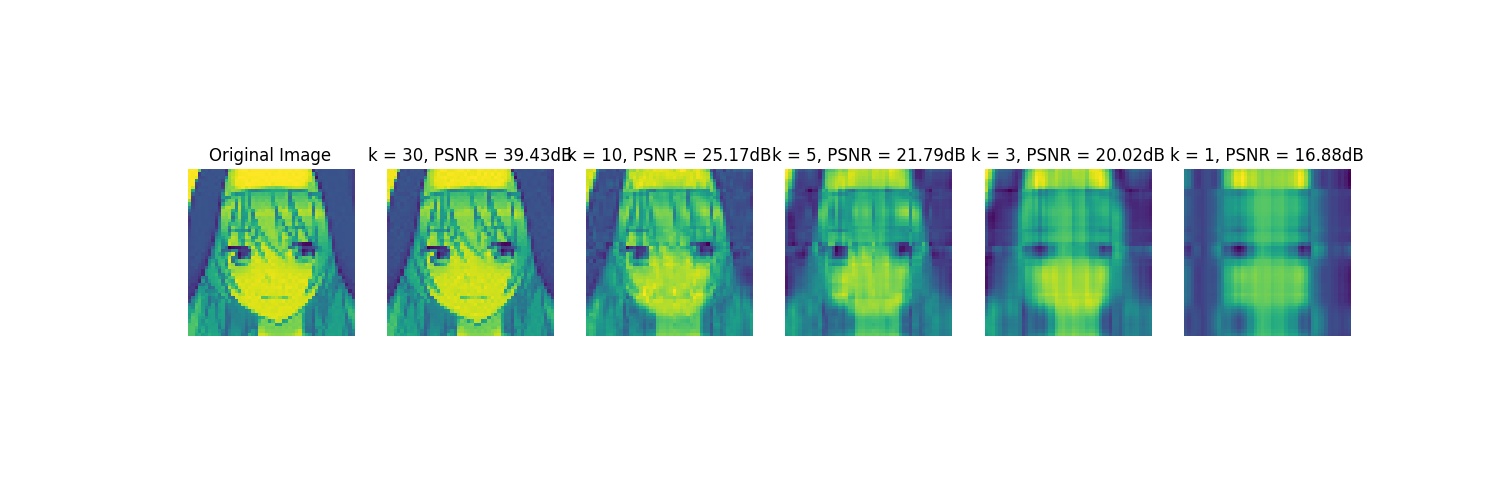 Original Image
k = 30, PSNR = 39.43dB
k = 10, PSNR = 25.17dB
k = 5, PSNR = 21.79dB
k = 3, PSNR = 20.02dB
k = 1, PSNR = 16.88dB